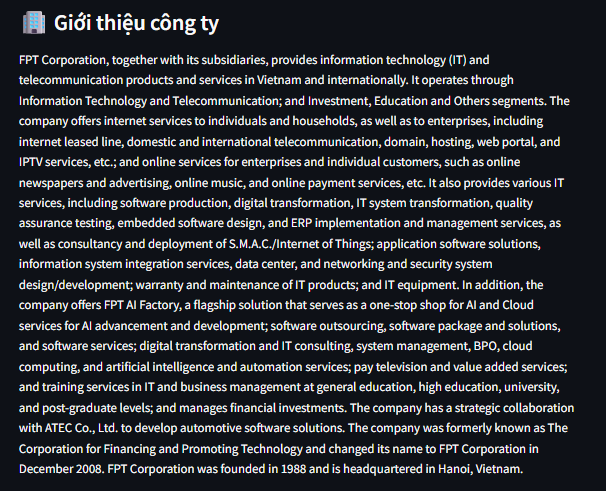 Giới thiệu công ty
FPT Corporation, together with its subsidiaries, provides information technology (IT) and
telecommunication products and services in Vietnam and internationally. It operates through
Information Technology and Telecommunication; and Investment, Education and Others segments. The
company offers internet services to individuals and households, as well as to enterprises, including
internet leased line, domestic and international telecommunication, domain, hosting, web portal, and
IPTV services, etc.; and online services for enterprises and individual customers, such as online
newspapers and advertising, online music, and online payment services, etc. It also provides various IT
services, including software production, digital transformation, IT system transformation, quality
assurance testing, embedded software design, and ERP implementation and management services, as
well as consultancy and deployment of S.M.A.C./Internet of Things; application software solutions,
information system integration services, data center, and networking and security system
design/development; warranty and maintenance of IT products; and IT equipment. In addition, the
company offers FPT AI Factory, a flagship solution that serves as a one-stop shop for AI and Cloud
services for AI advancement and development; software outsourcing, software package and solutions,
and software services; digital transformation and IT consulting, system management, BPO, cloud
computing, and artificial intelligence and automation services; pay television and value added services;
and training services in IT and business management at general education, high education, university,
and post-graduate levels; and manages financial investments. The company has a strategic collaboration
with ATEC Co., Ltd. to develop automotive software solutions. The company was formerly known as The
Corporation for Financing and Promoting Technology and changed its name to FPT Corporation in
December 2008. FPT Corporation was founded in 1988 and is headquartered in Hanoi, Vietnam.